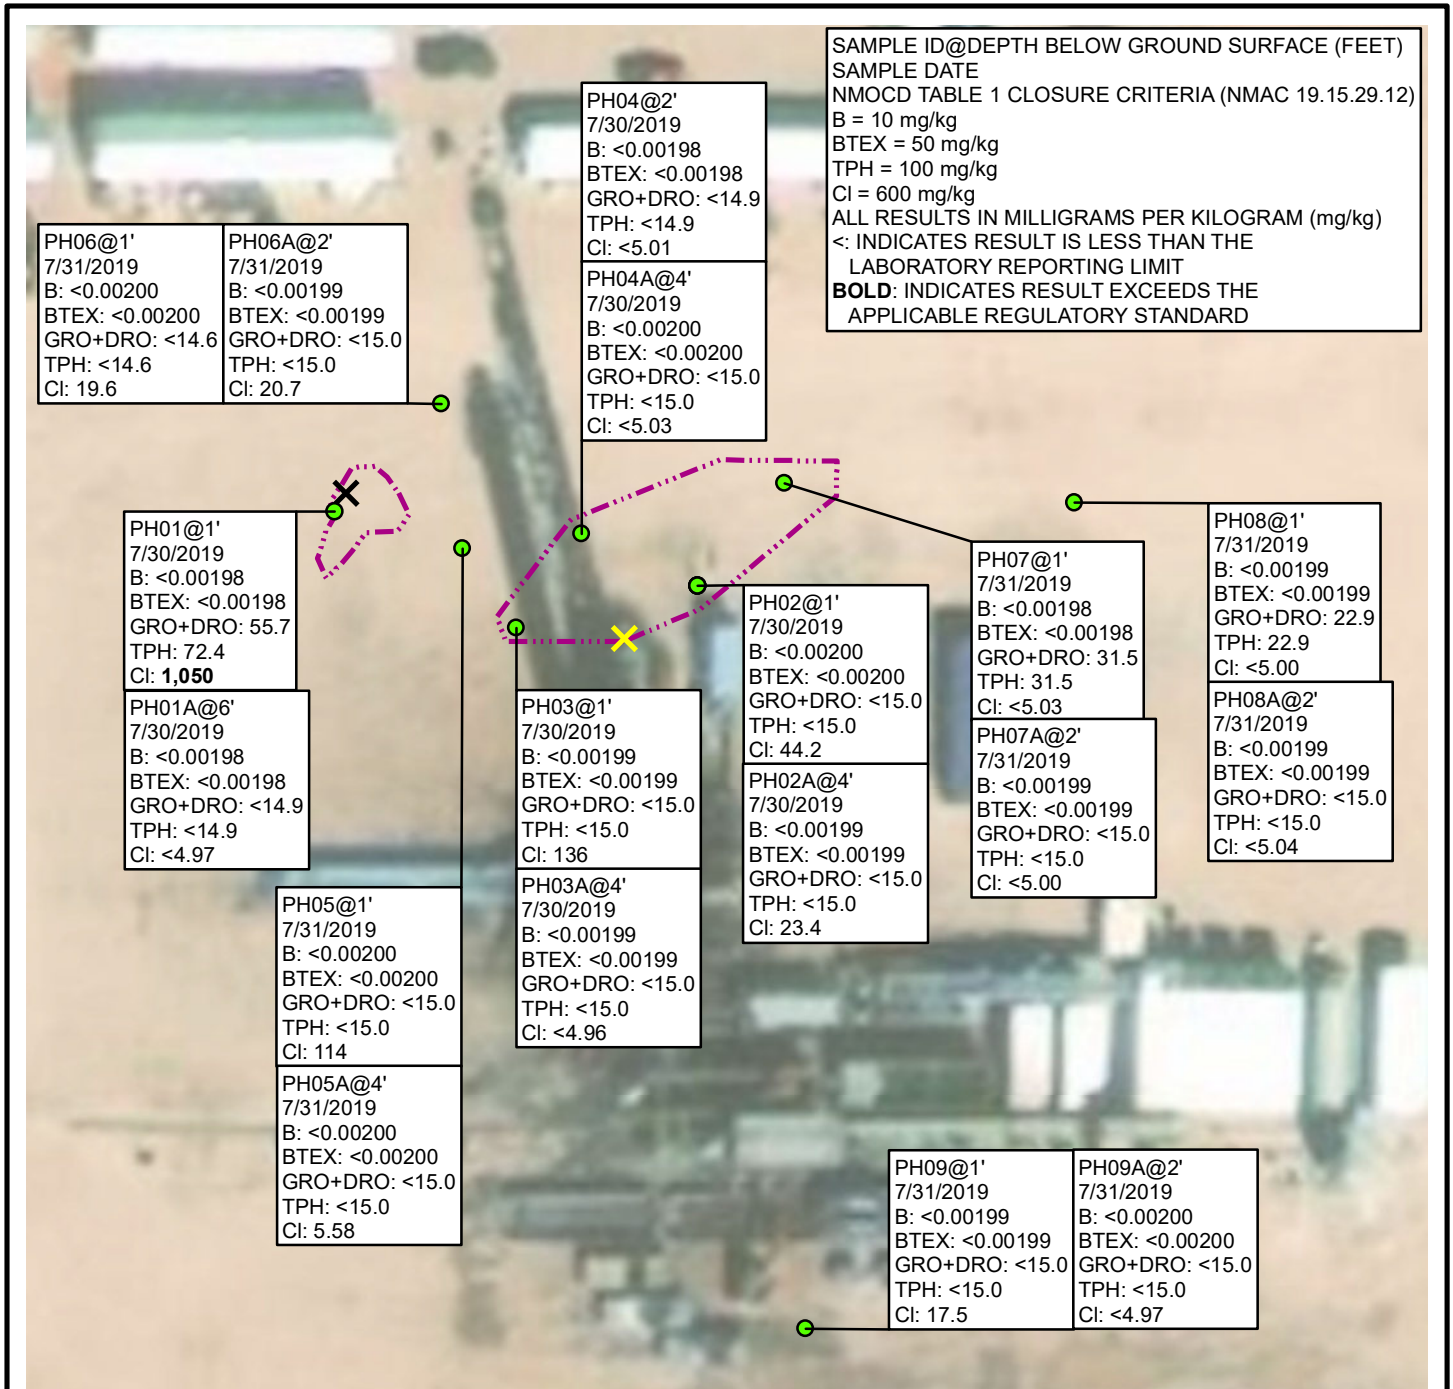 SAMPLE ID@DEPTH BELOW GROUND SURFACE (FEET)
SAMPLE DATE
NMOCD TABLE 1 CLOSURE CRITERIA (NMAC 19.15.29.12)
B = 10 mg/kg
BTEX = 50 mg/kg
TPH = 100 mg/kg
Cl = 600 mg/kg
ALL RESULTS IN MILLIGRAMS PER KILOGRAM (mg/kg)
<: INDICATES RESULT IS LESS THAN THE
LABORATORY REPORTING LIMIT
BOLD: INDICATES RESULT EXCEEDS THE
APPLICABLE REGULATORY STANDARD
PH04@2'
7/30/2019
B: <0.00198
BTEX: <0.00198
GRO+DRO: <14.9
TPH: <14.9
Cl: <5.01
PH04A@4'
7/30/2019
B: <0.00200
BTEX: <0.00200
GRO+DRO: <15.0
TPH: <15.0
Cl: <5.03
PH06@1'
7/31/2019
B: <0.00200
BTEX: <0.00200
GRO+DRO: <14.6
TPH: <14.6
Cl: 19.6
PH06A@2'
7/31/2019
B: <0.00199
BTEX: <0.00199
GRO+DRO: <15.0
TPH: <15.0
Cl: 20.7
PH01@1'
7/30/2019
B: <0.00198
BTEX: <0.00198
GRO+DRO: 55.7
TPH: 72.4
Cl: 1,050
PH01A@6'
7/30/2019
B: <0.00198
BTEX: <0.00198
GRO+DRO: <14.9
TPH: <14.9
Cl: <4.97
PH05@1'
7/31/2019
B: <0.00200
BTEX: <0.00200
GRO+DRO: <15.0
TPH: <15.0
Cl: 114
PH05A@4'
7/31/2019
B: <0.00200
BTEX: <0.00200
GRO+DRO: <15.0
TPH: <15.0
Cl: 5.58
PH03@1'
7/30/2019
B: <0.00199
BTEX: <0.00199
GRO+DRO: <15.0
TPH: <15.0
Cl: 136
PH03A@4'
7/30/2019
B: <0.00199
BTEX: <0.00199
GRO+DRO: <15.0
TPH: <15.0
Cl: <4.96
PH02@1'
7/30/2019
B: <0.00200
BTEX: <0.00200
GRO+DRO: <15.0
TPH: <15.0
Cl: 44.2
PH02A@4'
7/30/2019
B: <0.00199
BTEX: <0.00199
GRO+DRO: <15.0
TPH: <15.0
Cl: 23.4
PH07@1'
7/31/2019
B: <0.00198
BTEX: <0.00198
GRO+DRO: 31.5
TPH: 31.5
Cl: <5.03
PH07A@2'
7/31/2019
B: <0.00199
BTEX: <0.00199
GRO+DRO: <15.0
TPH: <15.0
Cl: <5.00
PH08@1'
7/31/2019
B: <0.00199
BTEX: <0.00199
GRO+DRO: 22.9
TPH: 22.9
Cl: <5.00
PH08A@2'
7/31/2019
B: <0.00199
BTEX: <0.00199
GRO+DRO: <15.0
TPH: <15.0
Cl: <5.04
PH09@1'
7/31/2019
B: <0.00199
BTEX: <0.00199
GRO+DRO: <15.0
TPH: <15.0
Cl: 17.5
PH09A@2'
7/31/2019
B: <0.00200
BTEX: <0.00200
GRO+DRO: <15.0
TPH: <15.0
Cl: <4.97